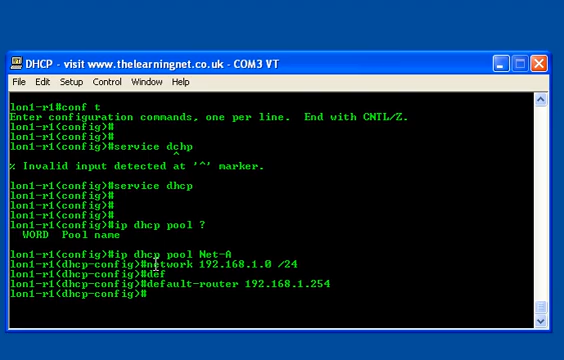 DHCP - visit www.thelearningnet.co.uk - COM3 VT
File Edit Setup Control Window Help
lon1-r1#conf t
Enter configuration commands, one per line. End with CNTL/Z.
lon1-r1(config)#
lon1-r1(config)#
lon1-r1(config)#service dchp
^
% Invalid input detected at '^' marker.
lon1-r1(config)#service dhcp
lon1-r1(config)#
lon1-r1(config)#
lon1-r1(config)#
lon1-r1(config)#ip dhcp pool ?
WORD Pool name
lon1-r1(config)#ip dhcp pool Net-A
lon1-r1(dhcp-config)#network 192.168.1.0 /24
lon1-r1(dhcp-config)#def
lon1-r1(dhcp-config)#default-router 192.168.1.254
lon1-r1(dhcp-config)#